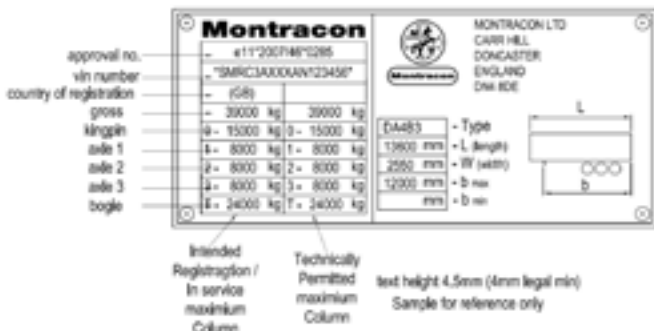 Montracon
approval no. - e11*2007/46*0285
vin number - *SMRC3AXXXAN123456*
country of registration - (GB)
gross - 39000 kg 39000 kg
kingpin 0 - 15000 kg 0 - 15000 kg
axle 1 1 - 8000 kg 1 - 8000 kg
axle 2 2 - 8000 kg 2 - 8000 kg
axle 3 3 - 8000 kg 3 - 8000 kg
bogie T - 24000 kg T - 24000 kg
Intended
Registragtion /
In service
maximum
Column
Technically
Permitted
maximum
Column
Montracon
MONTRACON LTD
CARR HILL
DONCASTER
ENGLAND
DN4 8DE
DA4B3 - Type
13600 mm - L (length)
2550 mm - W (width)
12000 mm - b max
mm - b min
L
b
text height 4.5mm (4mm legal min)
Sample for reference only